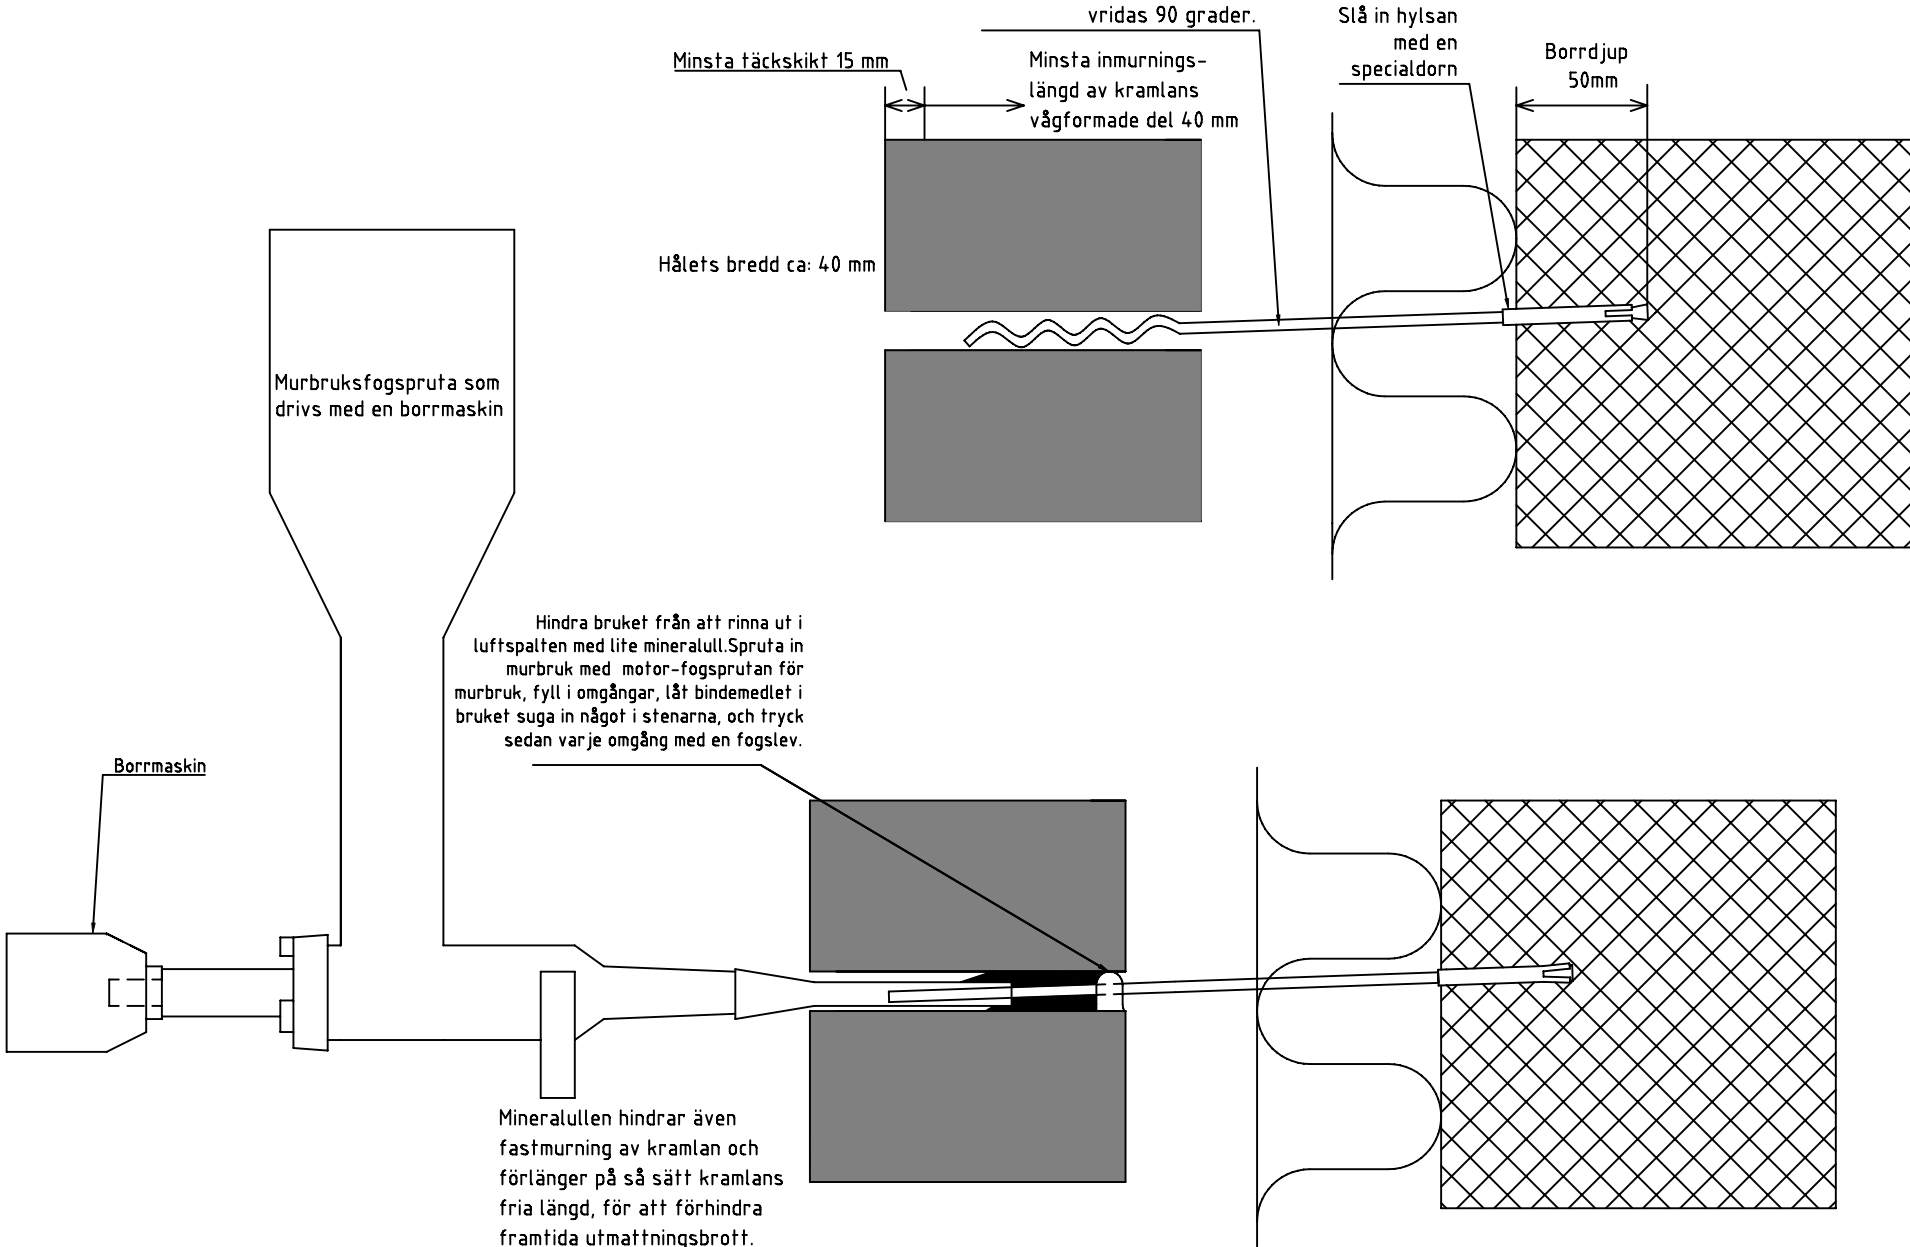 vridas 90 grader.
Minsta täckskikt 15 mm
Minsta inmurnings-
längd av kramlans
vågformade del 40 mm
Slå in hylsan
med en
specialdorn
Borrdjup
50mm
Hålets bredd ca: 40 mm
Murbruksfogspruta som
drivs med en borrmaskin
Hindra bruket från att rinna ut i
luftspalten med lite mineralull.Spruta in
murbruk med motor-fogsprutan för
murbruk, fyll i omgångar, låt bindemedlet i
bruket suga in något i stenarna, och tryck
sedan varje omgång med en fogslev.
Borrmaskin
Mineralullen hindrar även
fastmurning av kramlan och
förlänger på så sätt kramlans
fria längd, för att förhindra
framtida utmattningsbrott.